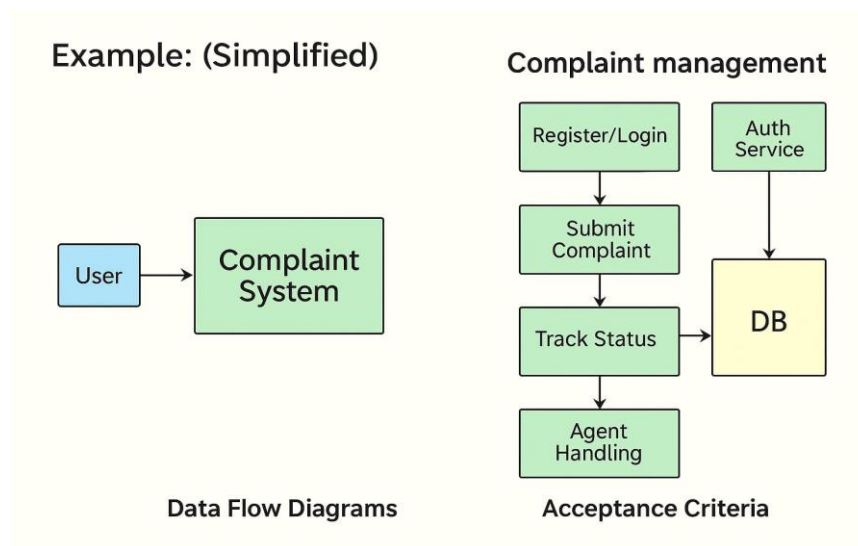 Example: (Simplified)
User
Complaint
System
Data Flow Diagrams
Complaint management
Register/Login
Auth
Service
Submit
Complaint
Track Status
DB
Agent
Handling
Acceptance Criteria